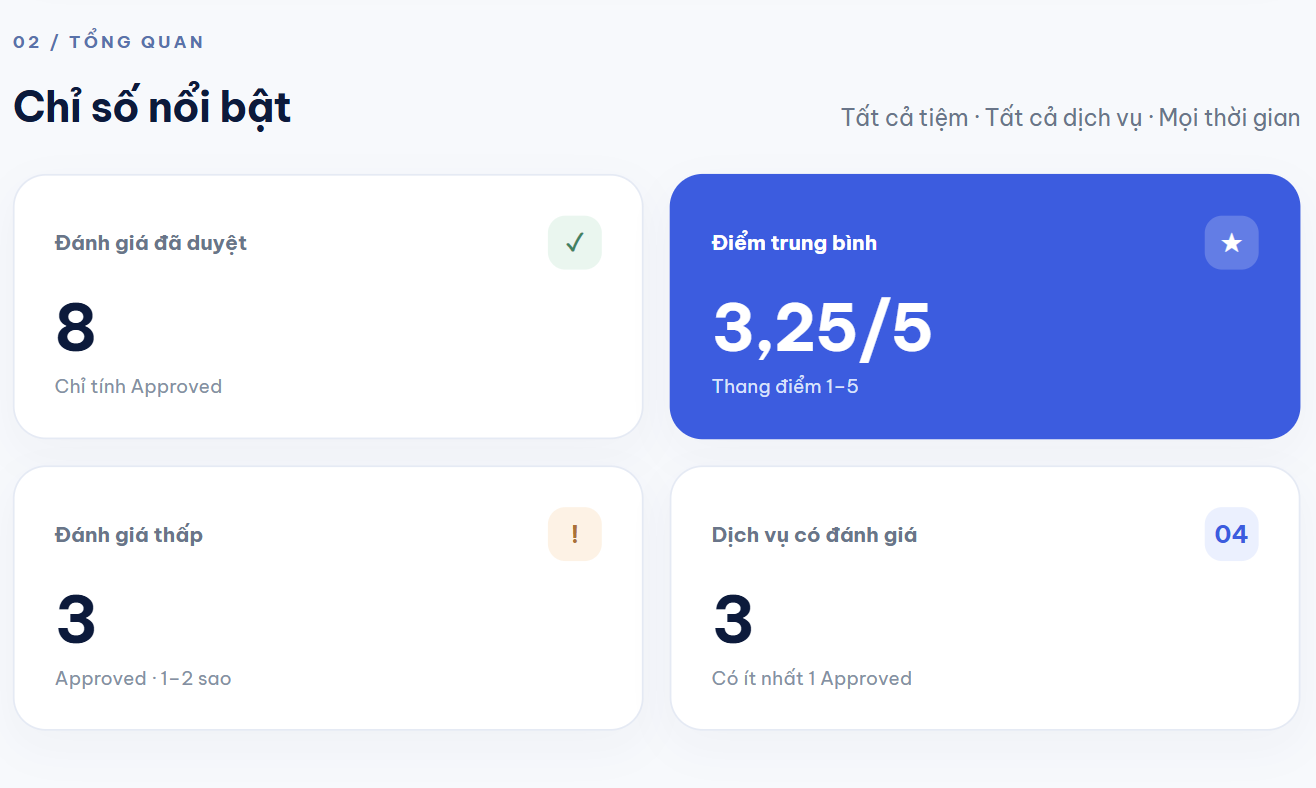 02 / TỔNG QUAN
Chỉ số nổi bật
Tất cả tiệm · Tất cả dịch vụ · Mọi thời gian
Đánh giá đã duyệt
✓
8
Chỉ tính Approved
Điểm trung bình
★
3,25/5
Thang điểm 1–5
Đánh giá thấp
!
3
Approved · 1–2 sao
Dịch vụ có đánh giá
04
3
Có ít nhất 1 Approved